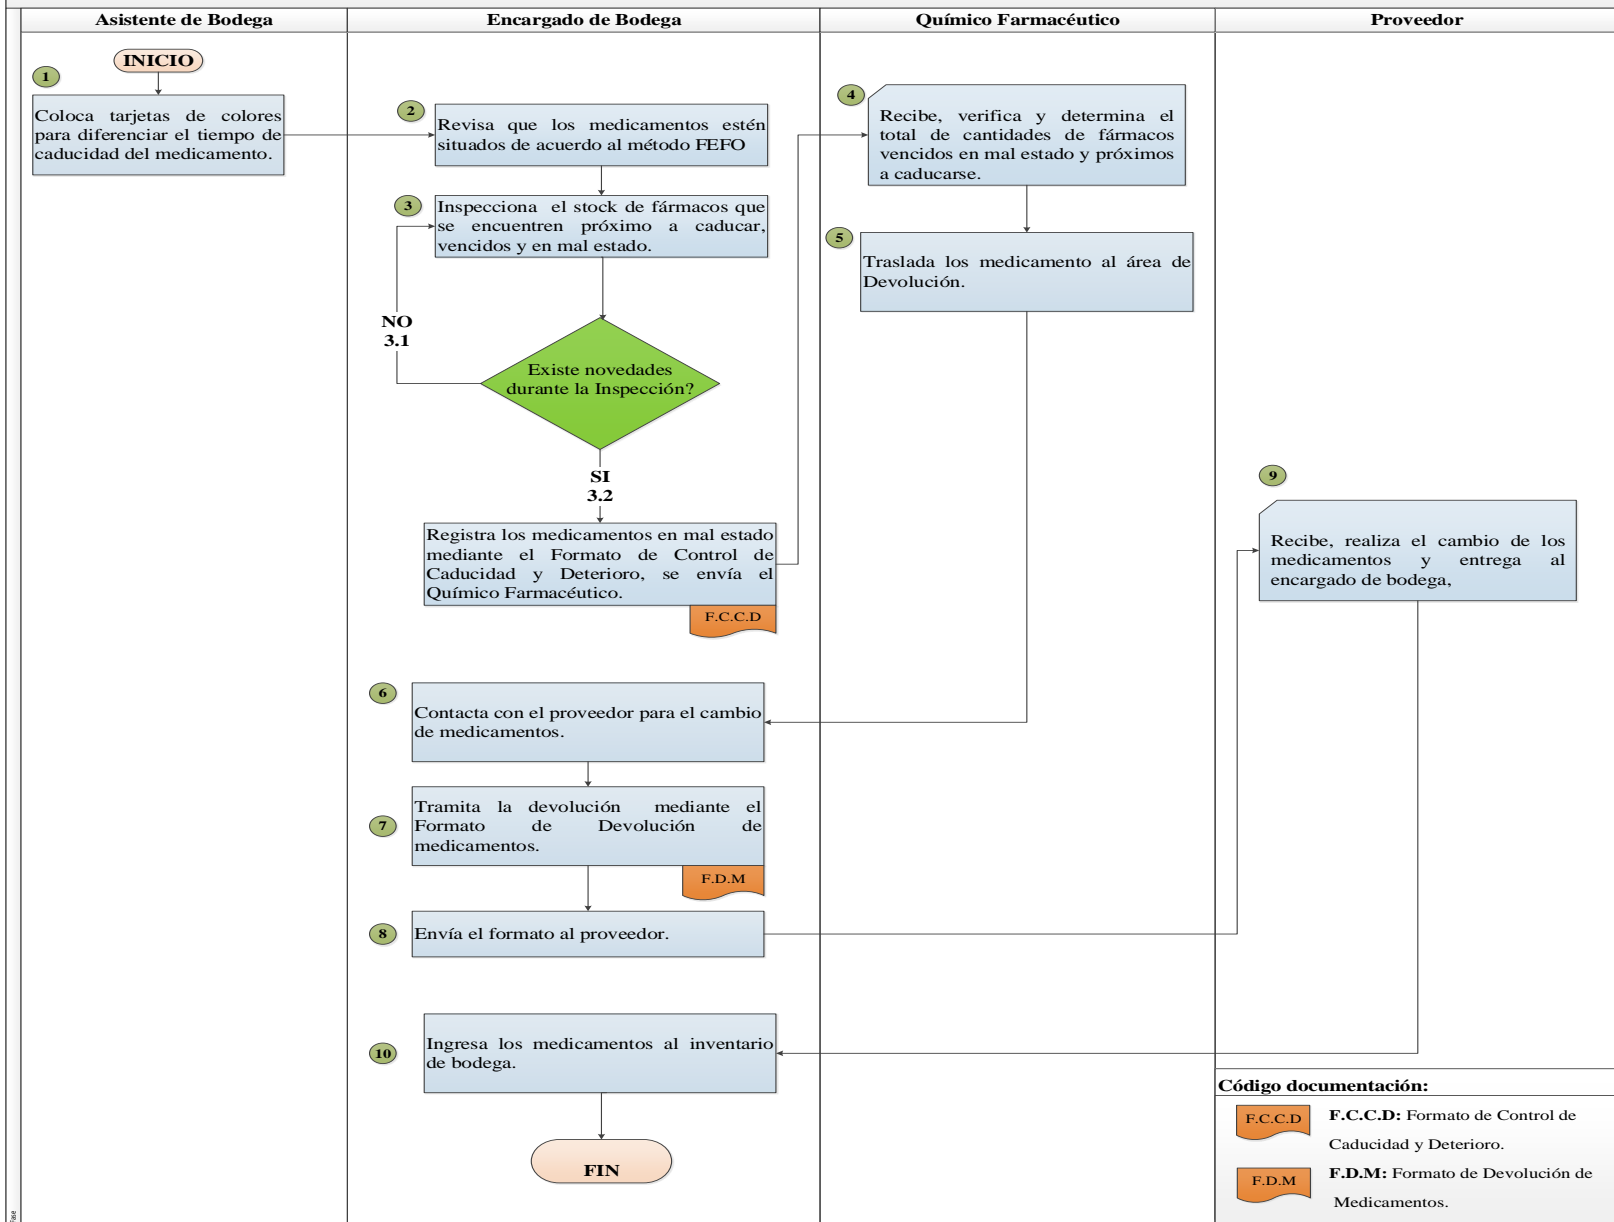 Asistente de Bodega
Encargado de Bodega
Químico Farmacéutico
Proveedor
INICIO
1
Coloca tarjetas de colores
para diferenciar el tiempo de
caducidad del medicamento.
2
Revisa que los medicamentos estén
situados de acuerdo al método FEFO
3
Inspecciona el stock de fármacos que
se encuentren próximo a caducar,
vencidos y en mal estado.
NO
3.1
Existe novedades
durante la Inspección?
SI
3.2
Registra los medicamentos en mal estado
mediante el Formato de Control de
Caducidad y Deterioro, se envía el
Químico Farmacéutico.
F.C.C.D
4
Recibe, verifica y determina el
total de cantidades de fármacos
vencidos en mal estado y próximos
a caducarse.
5
Traslada los medicamento al área de
Devolución.
6
Contacta con el proveedor para el cambio
de medicamentos.
7
Tramita la devolución mediante el
Formato de Devolución de
medicamentos.
F.D.M
8
Envía el formato al proveedor.
9
Recibe, realiza el cambio de los
medicamentos y entrega al
encargado de bodega,
10
Ingresa los medicamentos al inventario
de bodega.
FIN
Código documentación:
F.C.C.D
F.C.C.D: Formato de Control de
Caducidad y Deterioro.
F.D.M
F.D.M: Formato de Devolución de
Medicamentos.
Fase